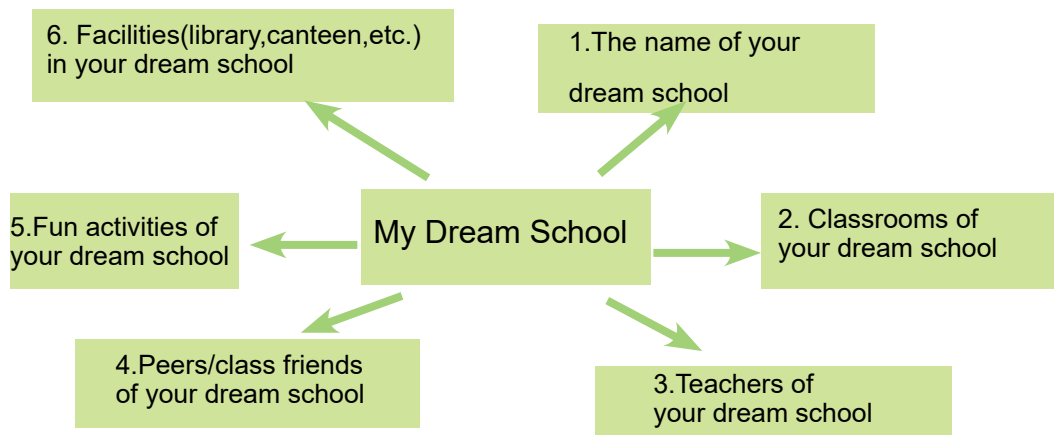 6. Facilities(library,canteen,etc.)
in your dream school
1.The name of your
dream school
5.Fun activities of
your dream school
My Dream School
2. Classrooms of
your dream school
4.Peers/class friends
of your dream school
3.Teachers of
your dream school